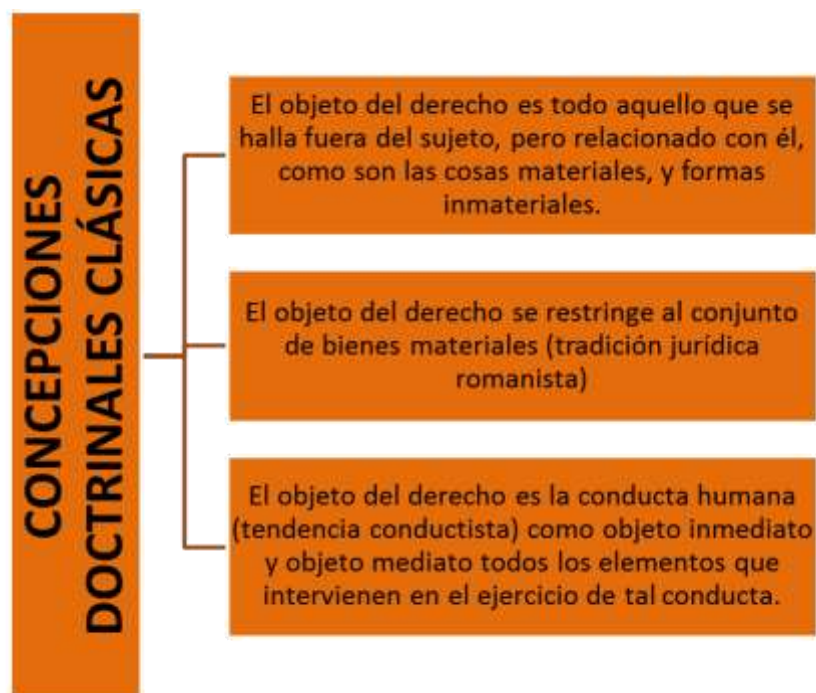 CONCEPCIONES
DOCTRINALES CLÁSICAS
El objeto del derecho es todo aquello que se
halla fuera del sujeto, pero relacionado con él,
como son las cosas materiales, y formas
inmateriales.
El objeto del derecho se restringe al conjunto
de bienes materiales (tradición jurídica
romanista)
El objeto del derecho es la conducta humana
(tendencia conductista) como objeto inmediato
y objeto mediato todos los elementos que
intervienen en el ejercicio de tal conducta.